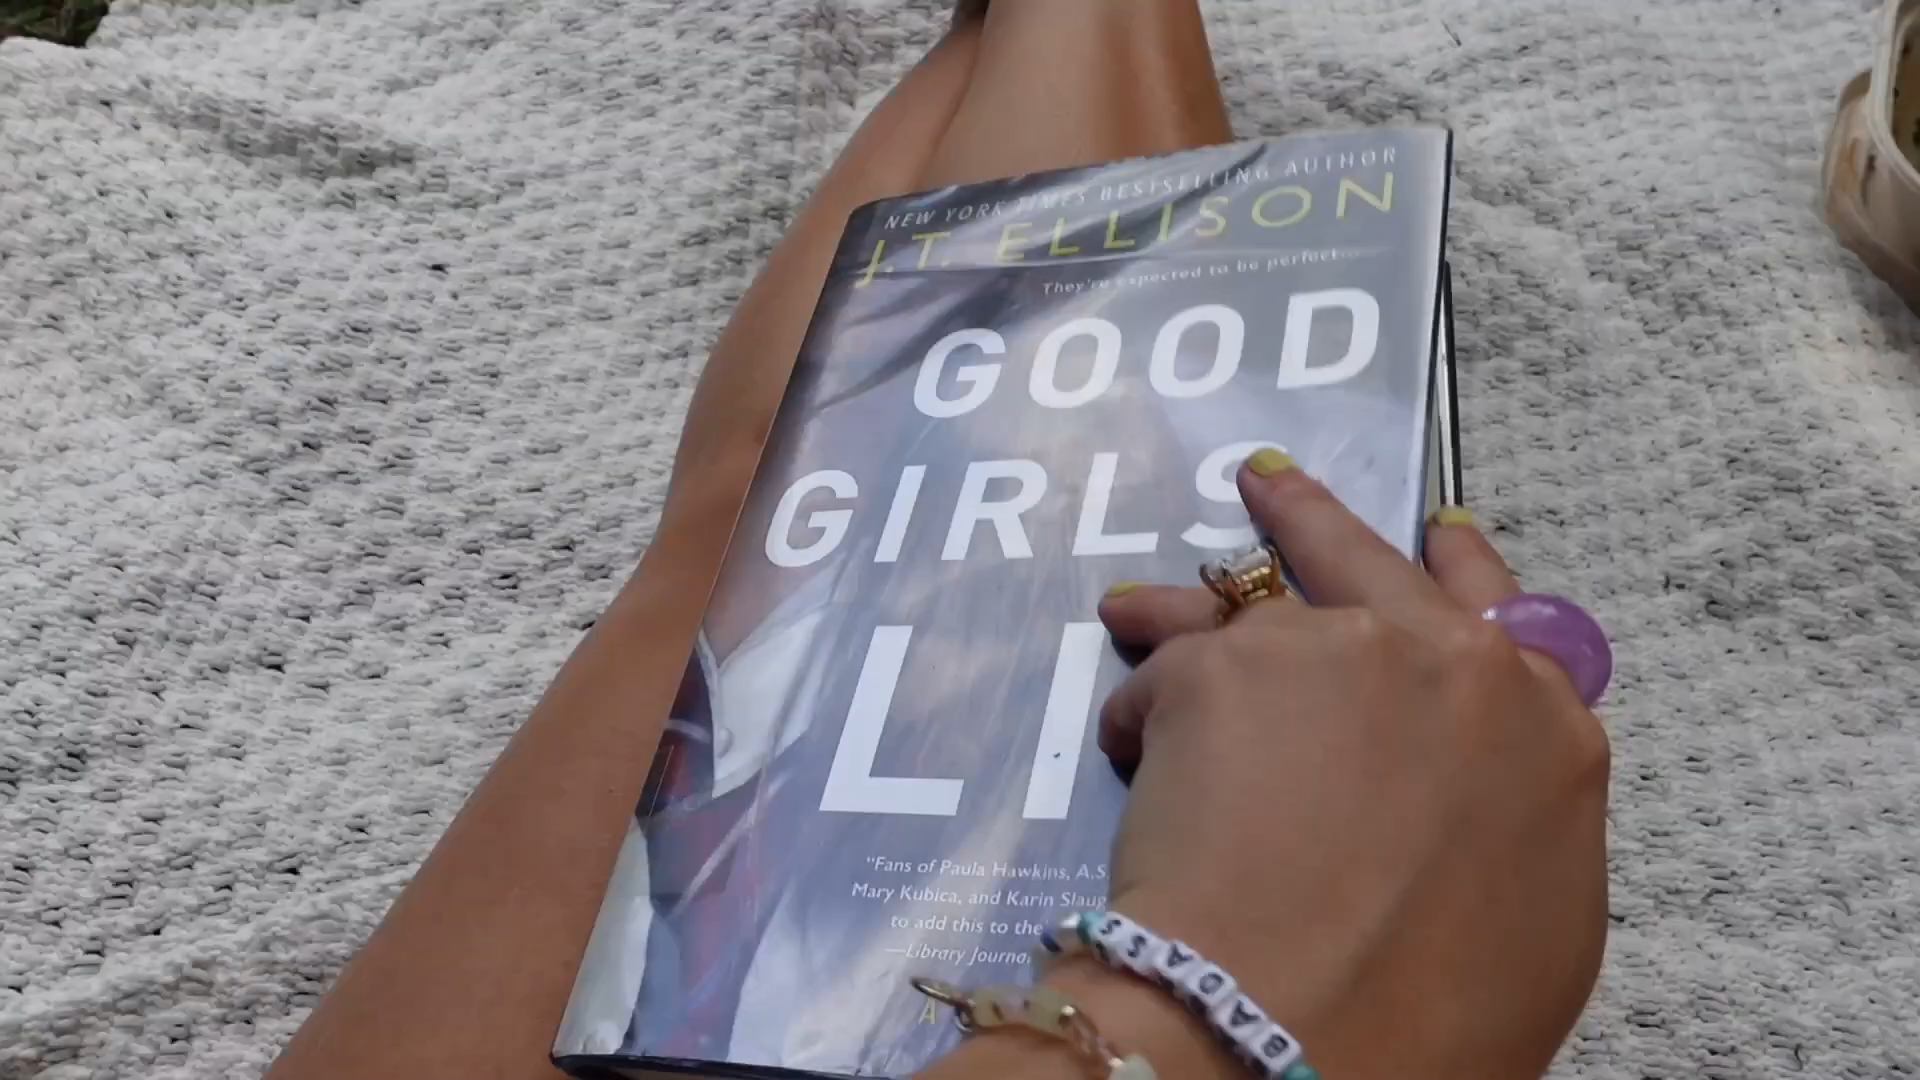 NEW YORK TIMES BESTSELLING AUTHOR
J.T. ELLISON
They're expected to be perfect...
GOOD
GIRLS
LI
"Fans of Paula Hawkins, A.S.
Mary Kubica, and Karin Slaug
to add this to the
—Library Journal
A
BADASS